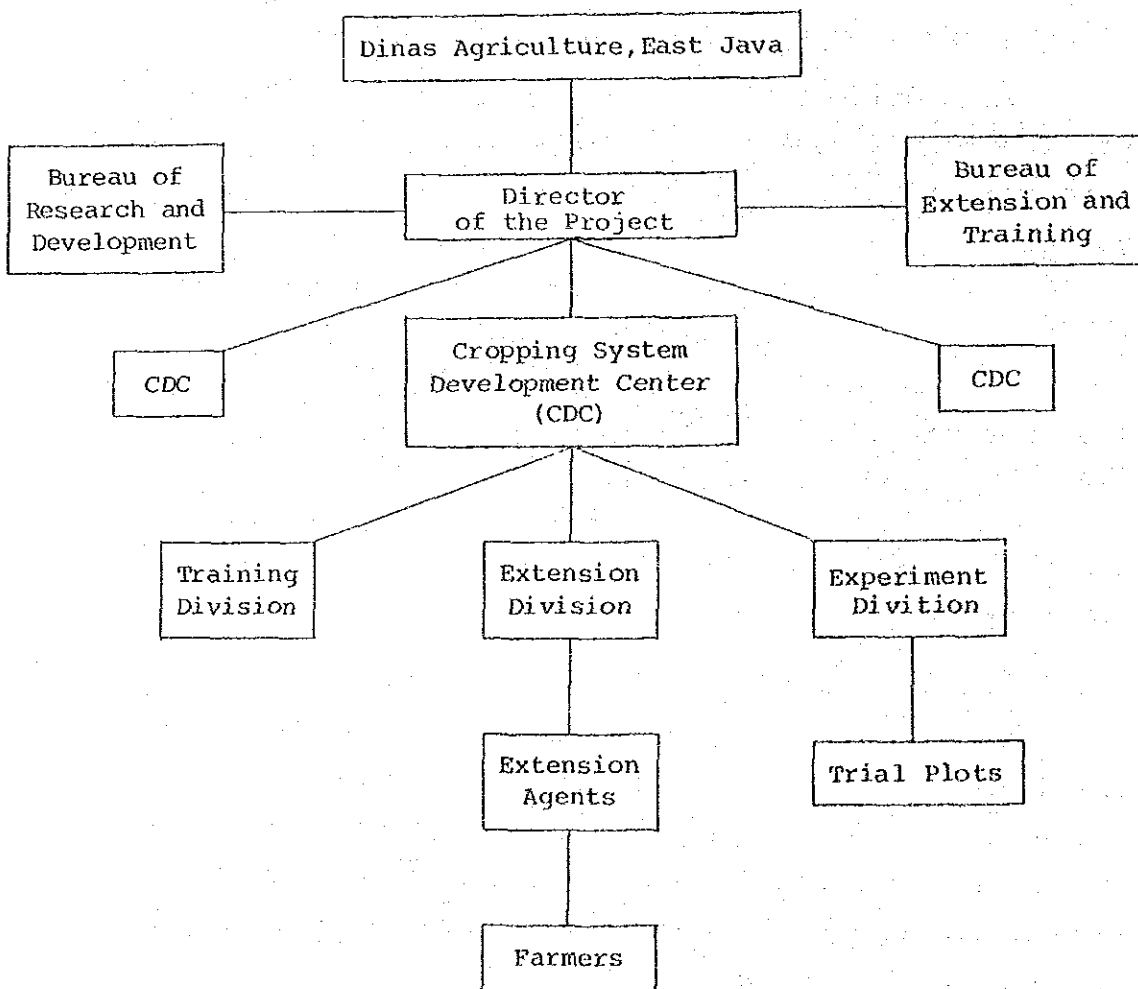 Dinas Agriculture,East Java
Bureau of
Research and
Development
Director
of the Project
Bureau of
Extension and
Training
CDC
Cropping System
Development Center
(CDC)
CDC
Training
Division
Extension
Division
Experiment
Divition
Extension
Agents
Trial Plots
Farmers